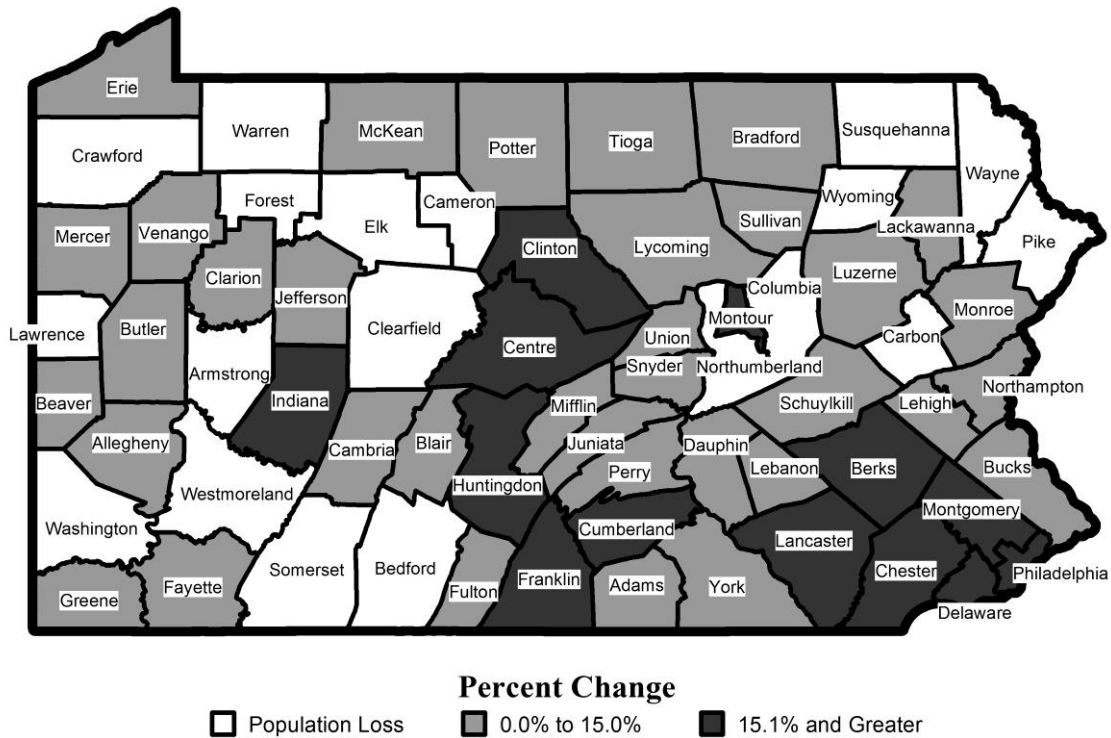 Erie
Warren
McKean
Potter
Tioga
Bradford
Susquehanna
Crawford
Wayne
Forest
Cameron
Wyoming
Elk
Mercer
Venango
Sullivan
Lackawanna
Clinton
Lycoming
Pike
Clarion
Luzerne
Jefferson
Columbia
Monroe
Lawrence
Butler
Clearfield
Montour
Union
Carbon
Centre
Armstrong
Snyder
Northumberland
Northampton
Beaver
Indiana
Mifflin
Schuylkill
Lehigh
Allegheny
Cambria
Blair
Juniata
Dauphin
Perry
Lebanon
Berks
Bucks
Huntingdon
Westmoreland
Montgomery
Washington
Cumberland
Lancaster
Somerset
Bedford
Franklin
Chester
Philadelphia
Greene
Fayette
Fulton
Adams
York
Delaware
Percent Change
Population Loss
0.0% to 15.0%
15.1% and Greater